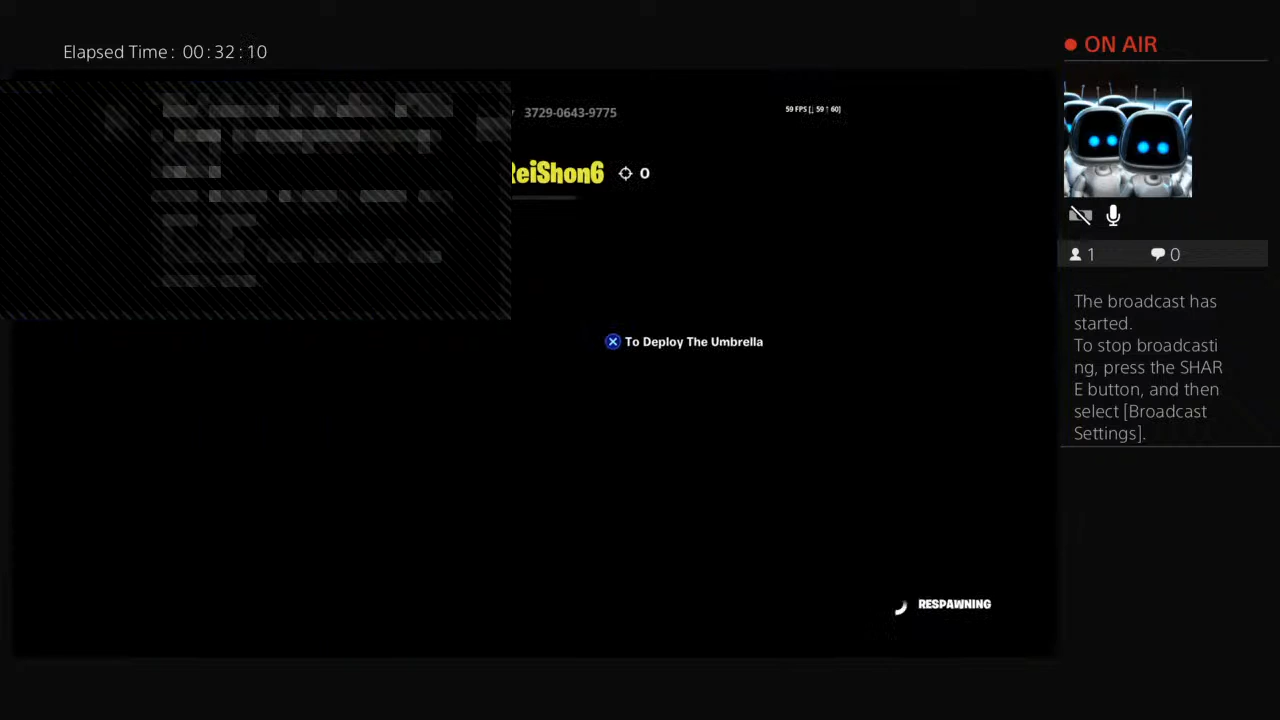 Elapsed Time: 00:32:10
ON AIR
3729-0643-9775
59 FPS [↓ 59 ↑ 60]
eiShon6
0
1
0
The broadcast has
started.
To stop broadcasti
ng, press the SHAR
E button, and then
select [Broadcast
Settings].
To Deploy The Umbrella
RESPAWNING